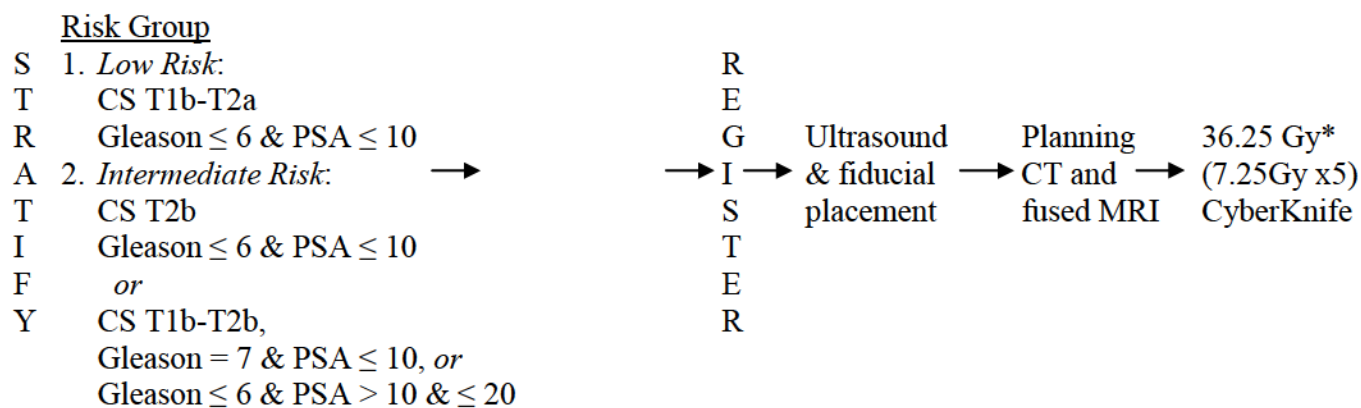 Risk Group
S 1. Low Risk: R
T CS T1b-T2a E
R Gleason ≤ 6 & PSA ≤ 10 G Ultrasound Planning 36.25 Gy*
A 2. Intermediate Risk: → → I → & fiducial → CT and → (7.25Gy x5)
T CS T2b S placement fused MRI CyberKnife
I Gleason ≤ 6 & PSA ≤ 10 T
F or E
Y CS T1b-T2b, R
Gleason = 7 & PSA ≤ 10, or
Gleason ≤ 6 & PSA > 10 & ≤ 20